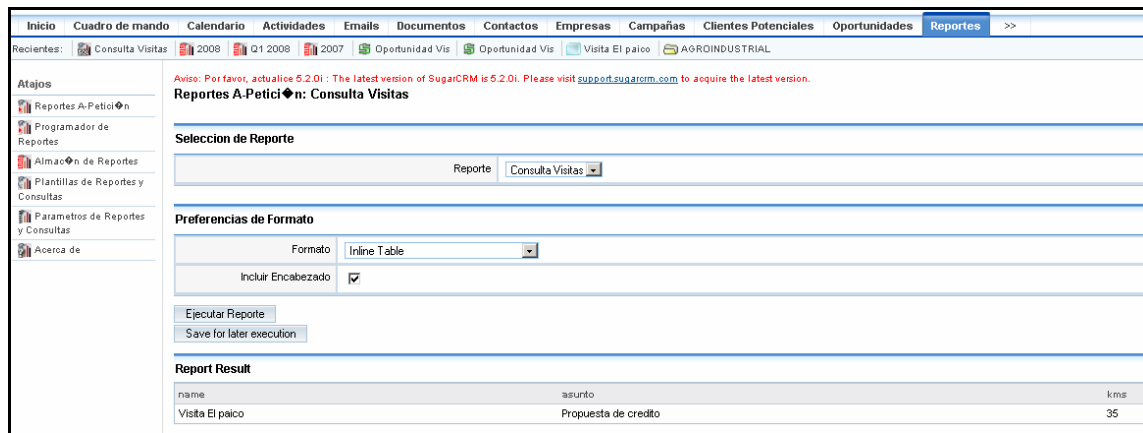 Inicio Cuadro de mando Calendario Actividades Emails Documentos Contactos Empresas Campañas Clientes Potenciales Oportunidades Reportes >>
Recientes: Consulta Visitas 2008 Q1 2008 2007 Oportunidad Vis Oportunidad Vis Visita El paico AGROINDUSTRIAL
Atajos
Reportes A-Petici�n
Programador de
Reportes
Almac�n de Reportes
Plantillas de Reportes y
Consultas
Parametros de Reportes
y Consultas
Acerca de
Aviso: Por favor, actualice 5.2.0i : The latest version of SugarCRM is 5.2.0i. Please visit support.sugarcrm.com to acquire the latest version.
Reportes A-Petici�n: Consulta Visitas
Seleccion de Reporte
Reporte Consulta Visitas
Preferencias de Formato
Formato Inline Table
Incluir Encabezado
Ejecutar Reporte
Save for later execution
Report Result
name asunto kms
Visita El paico Propuesta de credito 35